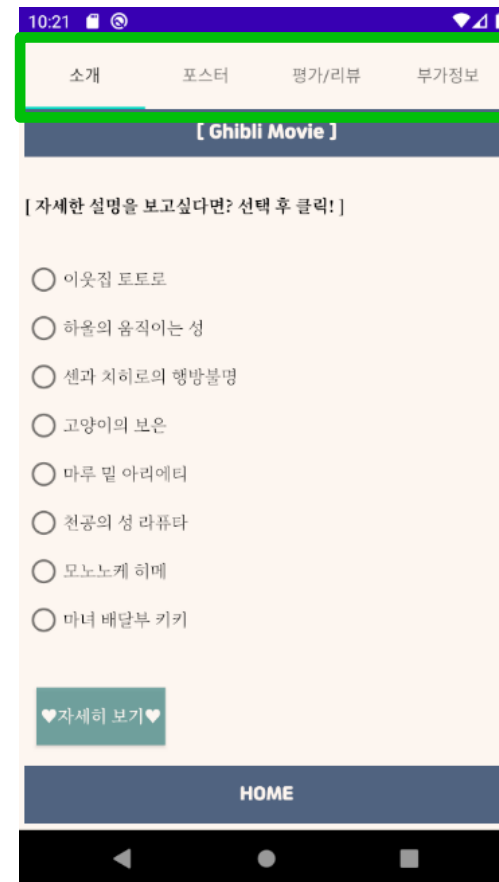 10:21
소개 포스터 평가/리뷰 부가정보
[ Ghibli Movie ]
[ 자세한 설명을 보고싶다면? 선택 후 클릭! ]
이웃집 토토로
하울의 움직이는 성
센과 치히로의 행방불명
고양이의 보은
마루 밑 아리에티
천공의 성 라퓨타
모노노케 히메
마녀 배달부 키키
♥자세히 보기♥
HOME